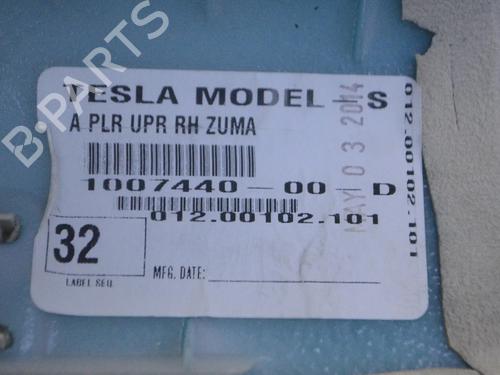 TESLA MODEL S
A PLR UPR RH ZUMA
1007440-00 D
012.00102.101
32
LABEL SEQ.
MFG. DATE:
MAY 03 2014
012.00102.101
B-PARTS